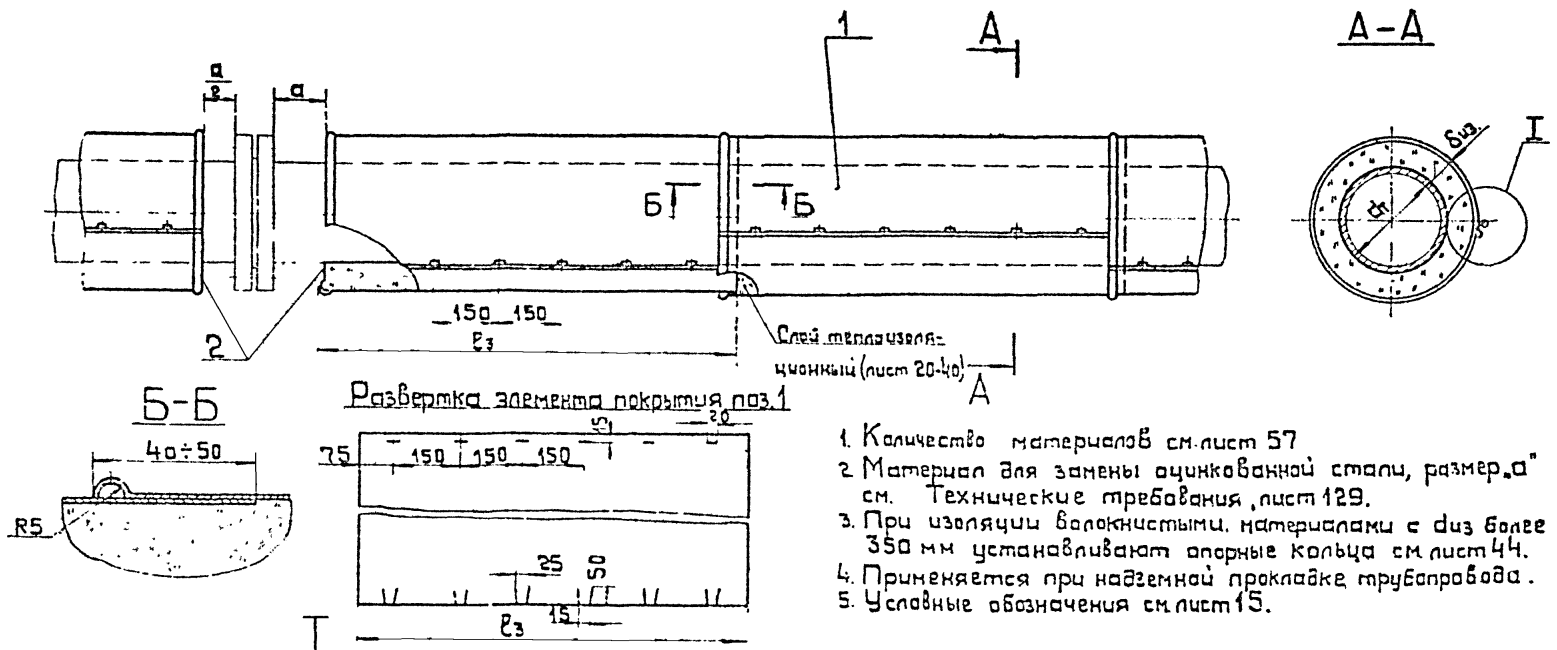 1
А
А-А
а
2
а
I
δиз.
Б
Б
dн
150 150
ℓ3
2
Слой теплоизоля-
ционный (лист 20-40)
А
Б-Б
Развертка элемента покрытия поз.1
40÷50
R5
15
20
75
150
150
150
25
50
15
ℓ3
1. Количество материалов см. лист 57
2 Материал для замены оцинкованной стали, размер „а"
см. Технические требования, лист 129.
3. При изоляции волокнистыми. материалами с dиз более
350 мм устанавливают опорные кольца см лист 44.
4. Применяется при надземной прокладке трубопровода.
5. Условные обозначения см лист 15.